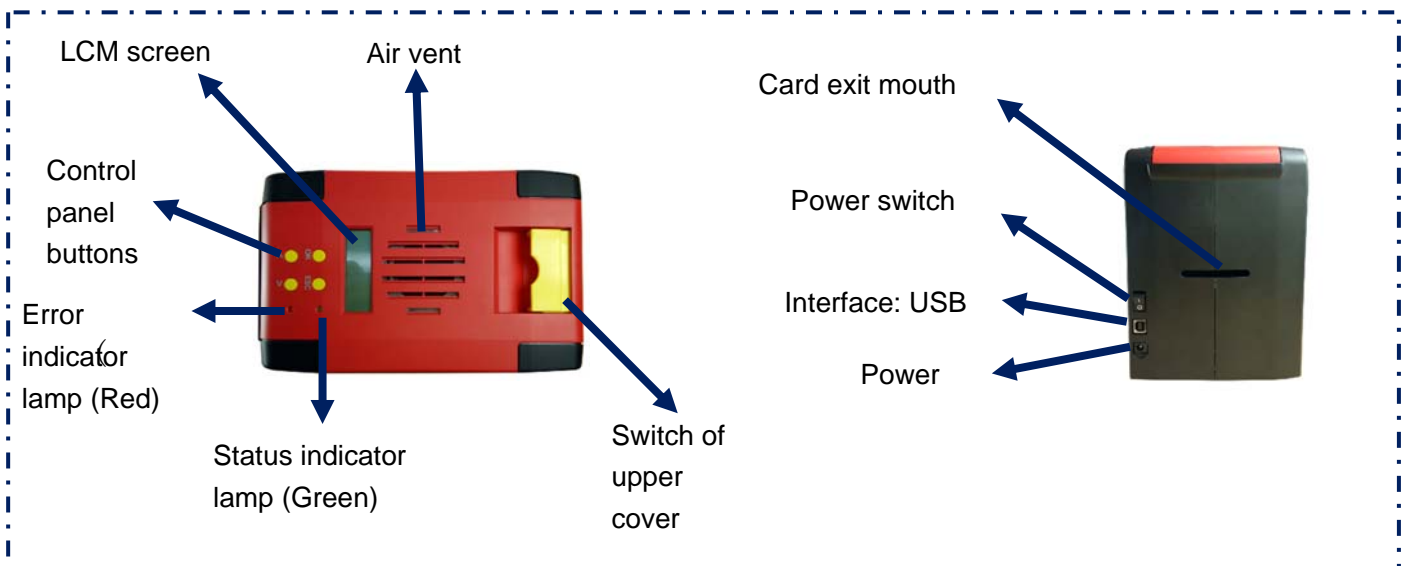 LCM screen
Air vent
Control
panel
buttons
Error
indicator
lamp (Red)
Status indicator
lamp (Green)
Switch of
upper
cover
Card exit mouth
Power switch
Interface: USB
Power